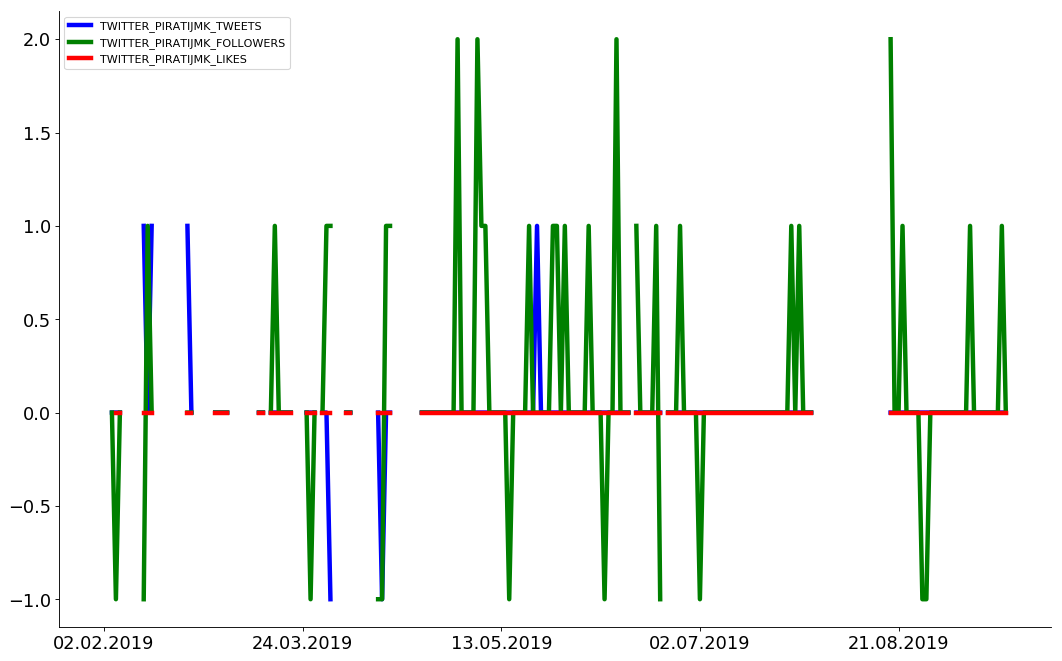 TWITTER_PIRATIJMK_TWEETS
TWITTER_PIRATIJMK_FOLLOWERS
TWITTER_PIRATIJMK_LIKES
2.0
1.5
1.0
0.5
0.0
−0.5
−1.0
02.02.2019 24.03.2019 13.05.2019 02.07.2019 21.08.2019